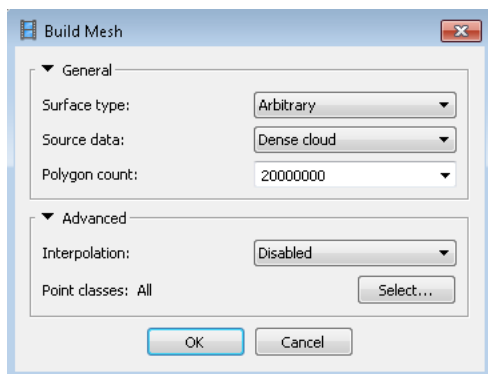 Build Mesh
General
Surface type: Arbitrary
Source data: Dense cloud
Polygon count: 20000000
Advanced
Interpolation: Disabled
Point classes: All Select...
OK Cancel